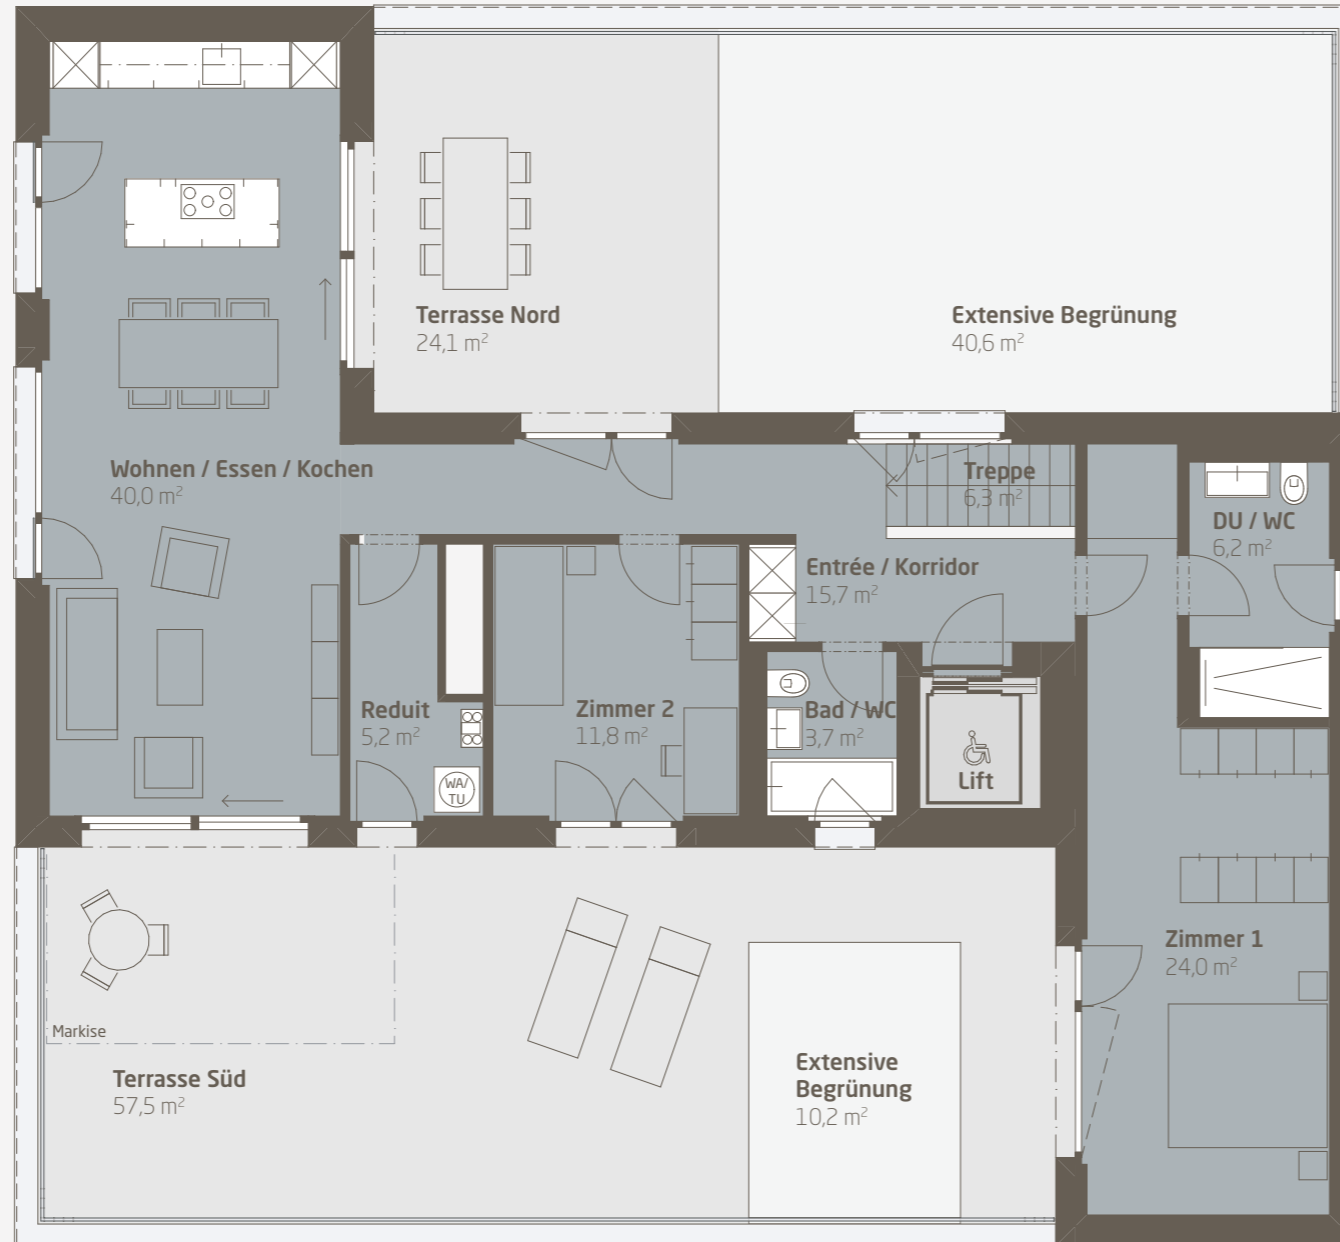 Terrasse Nord
24,1 m²
Extensive Begrünung
40,6 m²
Wohnen / Essen / Kochen
40,0 m²
Treppe
6,3 m²
DU / WC
6,2 m²
Entrée / Korridor
15,7 m²
Reduit
5,2 m²
Zimmer 2
11,8 m²
Bad / WC
3,7 m²
Lift
WA/
TU
Zimmer 1
24,0 m²
Markise
Terrasse Süd
57,5 m²
Extensive
Begrünung
10,2 m²